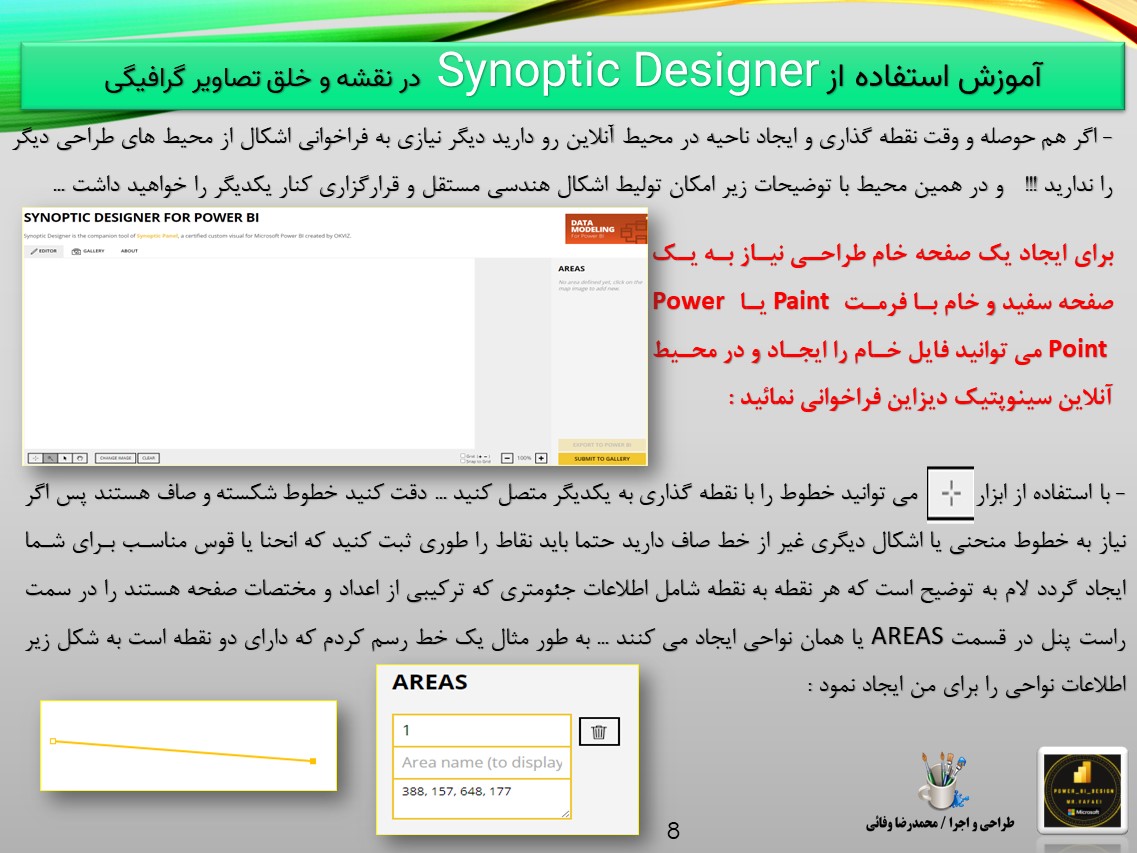 آموزش استفاده از Synoptic Designer در نقشه و خلق تصاویر گرافیگی
- اگر هم حوصله و وقت نقطه گذاری و ایجاد ناحیه در محیط آنلاین رو دارید دیگر نیازی به فراخوانی اشکال از محیط های طراحی دیگر
را ندارید !!! و در همین محیط با توضیحات زیر امکان تولیط اشکال هندسی مستقل و قرارگزاری کنار یکدیگر را خواهید داشت ...
SYNOPTIC DESIGNER FOR POWER BI
Synoptic Designer is the companion tool of Synoptic Panel, a certified custom visual for Microsoft Power BI created by OKVIZ.
DATA
MODELING
For Power BI
EDITOR GALLERY ABOUT
AREAS
No area defined yet, click on the
map image to add new.
EXPORT TO POWER BI
CHANGE IMAGE CLEAR
Grid
Snap to Grid
100%
SUBMIT TO GALLERY
برای ایجاد یک صفحه خام طراحی نیاز به یک
صفحه سفید و خام با فرمت Paint یا Power
Point می توانید فایل خام را ایجاد و در محیط
آنلاین سینوپتیک دیزاین فراخوانی نمائید :
- با استفاده از ابزار می توانید خطوط را با نقطه گذاری به یکدیگر متصل کنید ... دقت کنید خطوط شکسته و صاف هستند پس اگر
نیاز به خطوط منحنی یا اشکال دیگری غیر از خط صاف دارید حتما باید نقاط را طوری ثبت کنید که انحنا یا قوس مناسب برای شما
ایجاد گردد لام به توضیح است که هر نقطه به نقطه شامل اطلاعات جئومتری که ترکیبی از اعداد و مختصات صفحه هستند را در سمت
راست پنل در قسمت AREAS یا همان نواحی ایجاد می کنند ... به طور مثال یک خط رسم کردم که دارای دو نقطه است به شکل زیر
اطلاعات نواحی را برای من ایجاد نمود :
AREAS
1
Area name (to display
388, 157, 648, 177
POWER_BI_DESIGN
MR.VAFAEI
Microsoft
طراحی و اجرا / محمدرضا وفائی
8